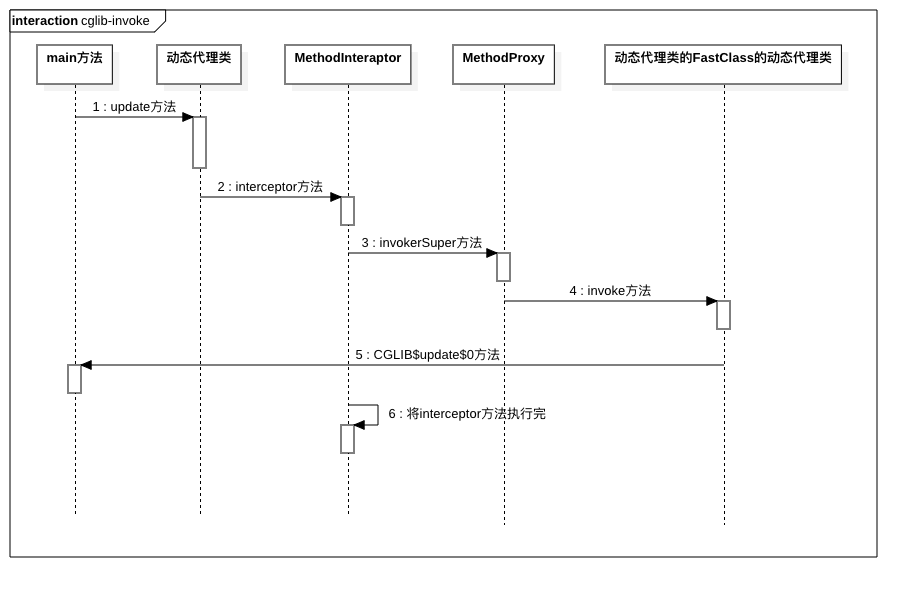 interaction cglib-invoke
main方法
动态代理类
MethodInteraptor
MethodProxy
动态代理类的FastClass的动态代理类
1 : update方法
2 : interceptor方法
3 : invokerSuper方法
4 : invoke方法
5 : CGLIB$update$0方法
6 : 将interceptor方法执行完